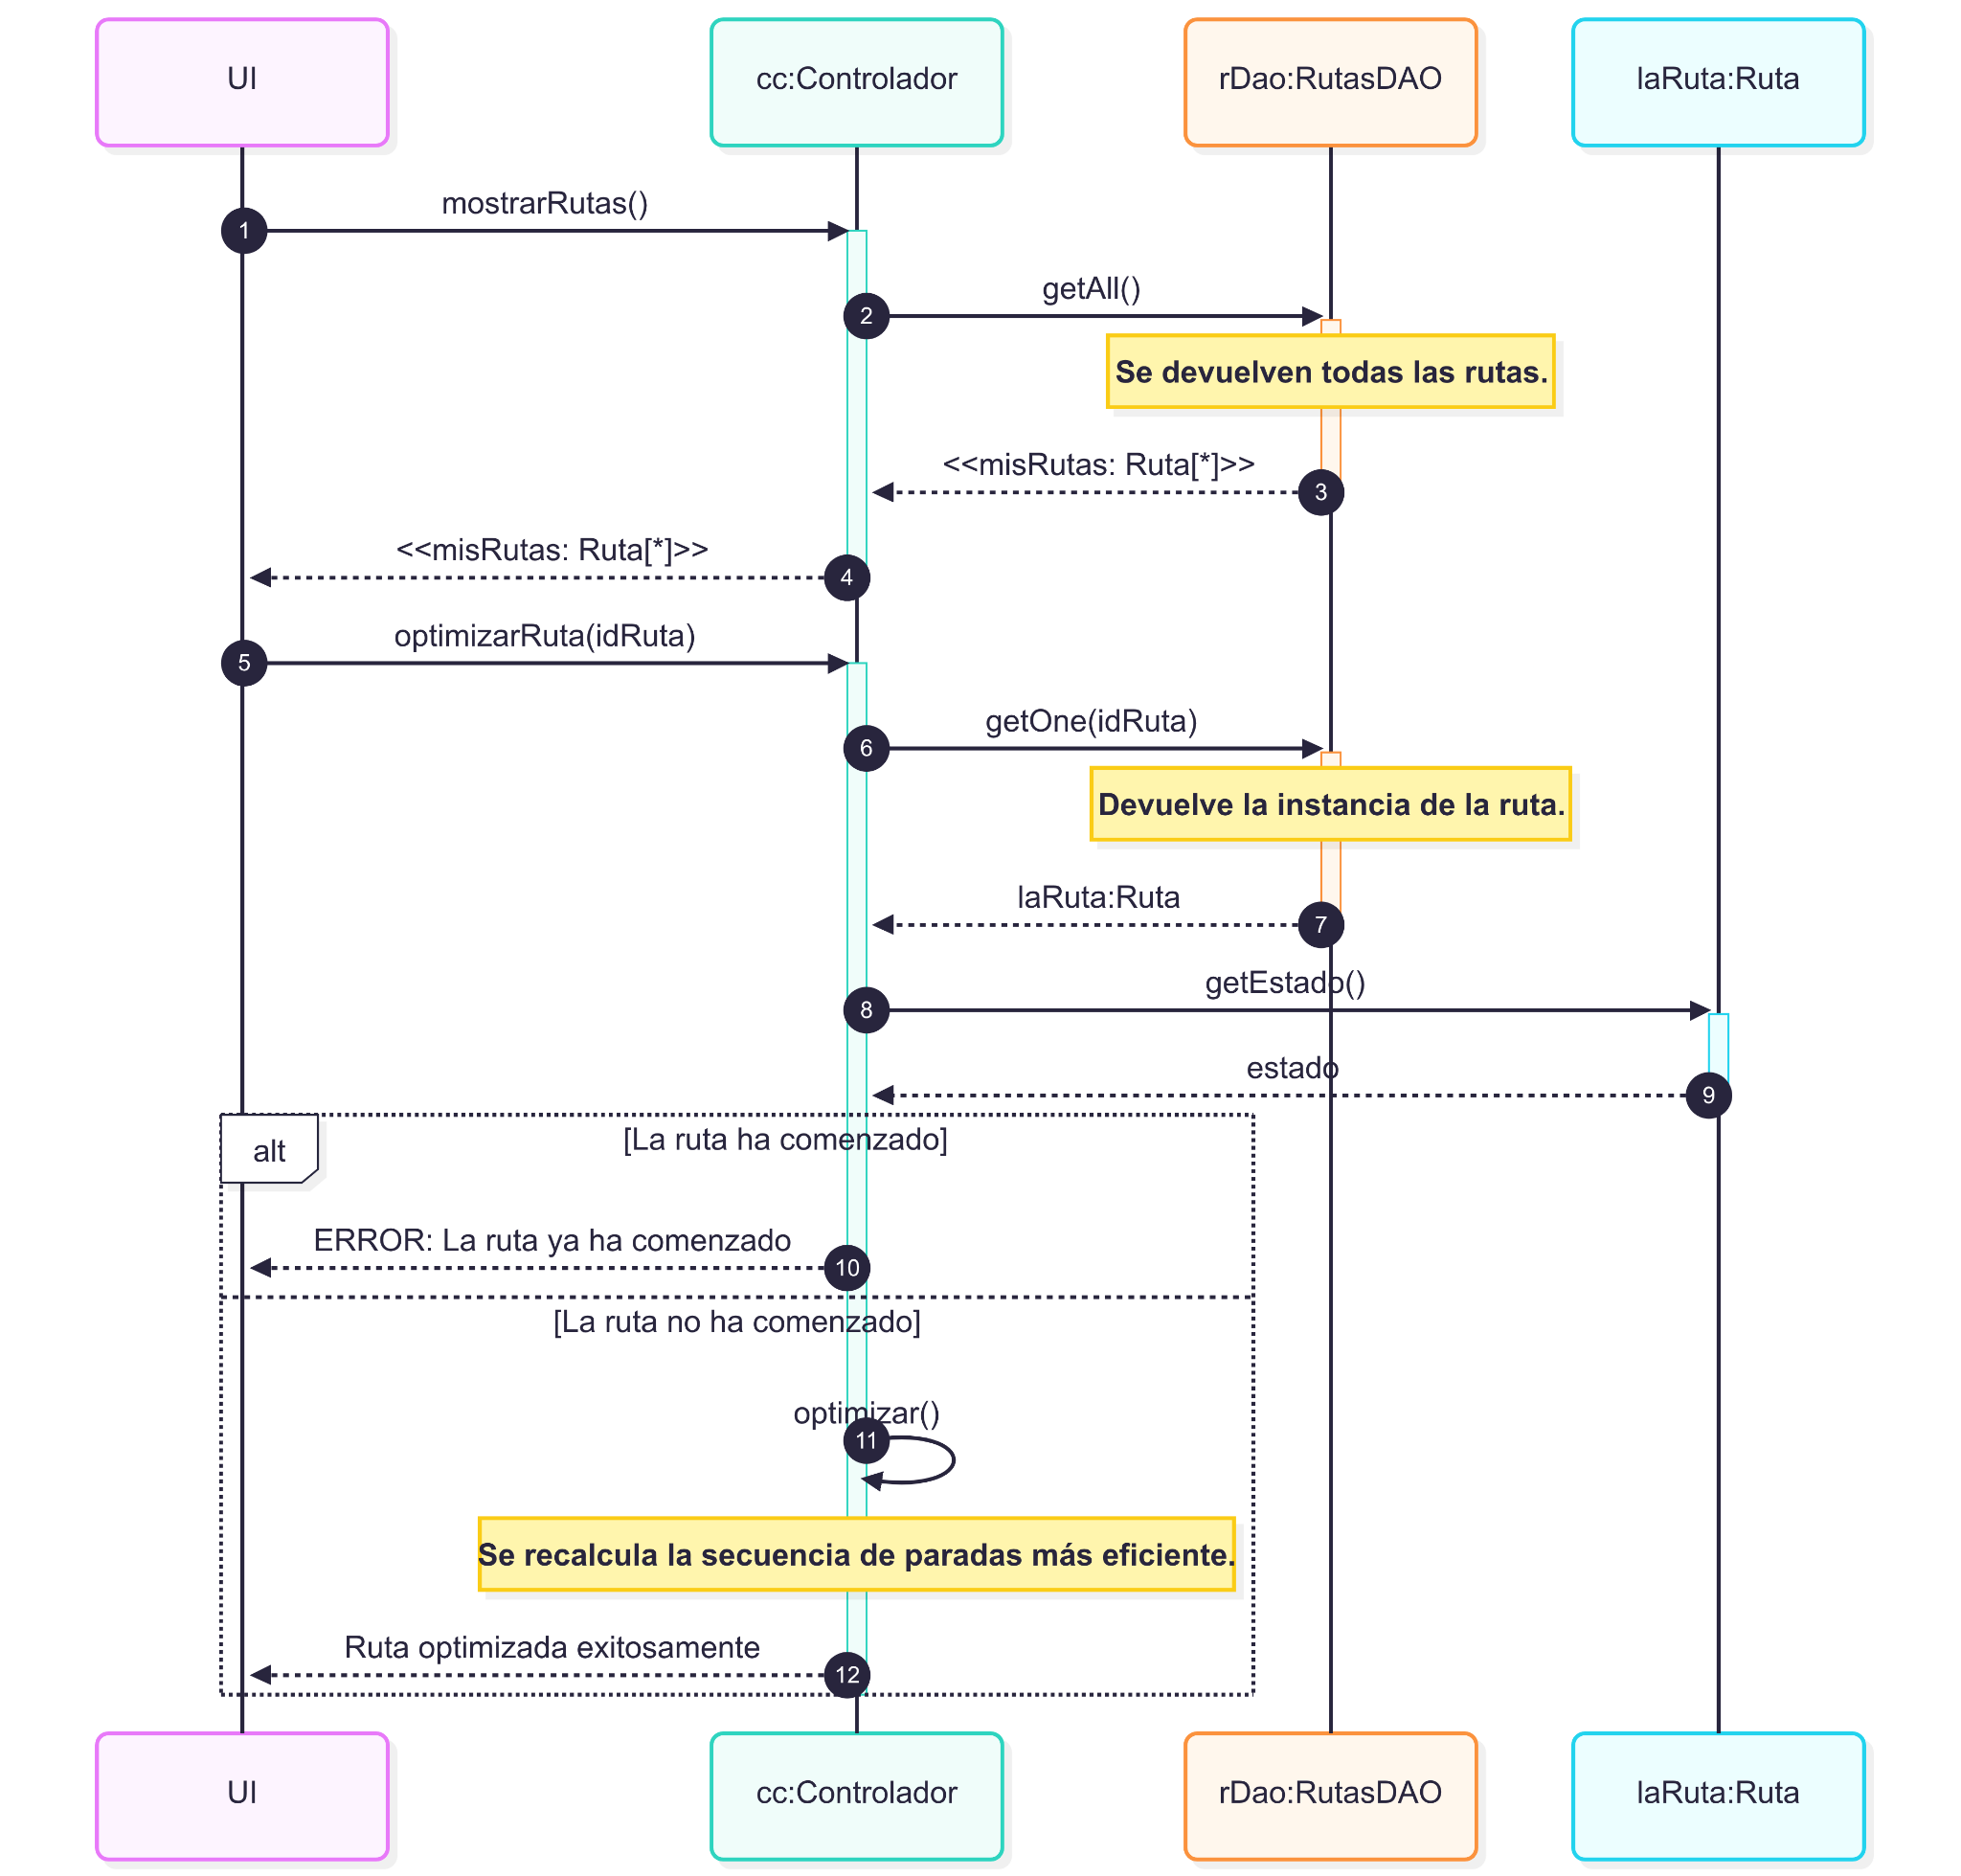 UI
cc:Controlador
rDao:RutasDAO
laRuta:Ruta
mostrarRutas()
1
getAll()
2
Se devuelven todas las rutas.
<<misRutas: Ruta[*]>>
3
<<misRutas: Ruta[*]>>
4
optimizarRuta(idRuta)
5
getOne(idRuta)
6
Devuelve la instancia de la ruta.
laRuta:Ruta
7
getEstado()
8
estado
9
alt
[La ruta ha comenzado]
ERROR: La ruta ya ha comenzado
10
[La ruta no ha comenzado]
optimizar()
11
Se recalcula la secuencia de paradas más eficiente.
Ruta optimizada exitosamente
12
UI
cc:Controlador
rDao:RutasDAO
laRuta:Ruta